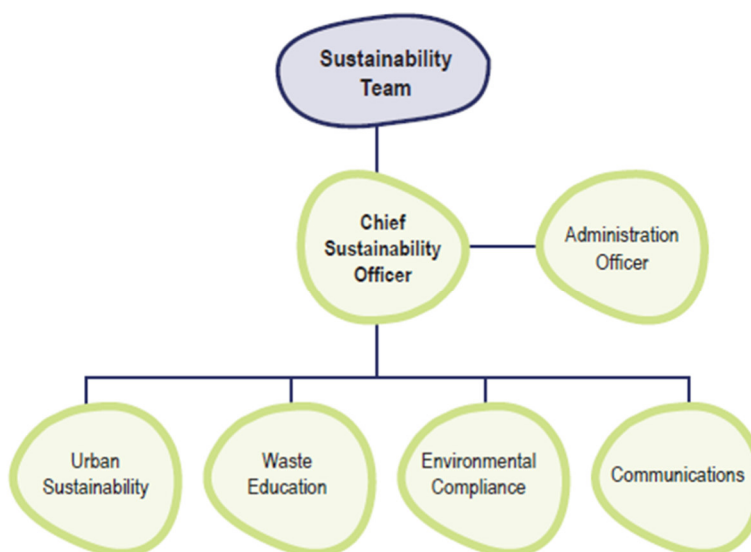 Sustainability
Team
Chief
Sustainability
Officer
Administration
Officer
Urban
Sustainability
Waste
Education
Environmental
Compliance
Communications